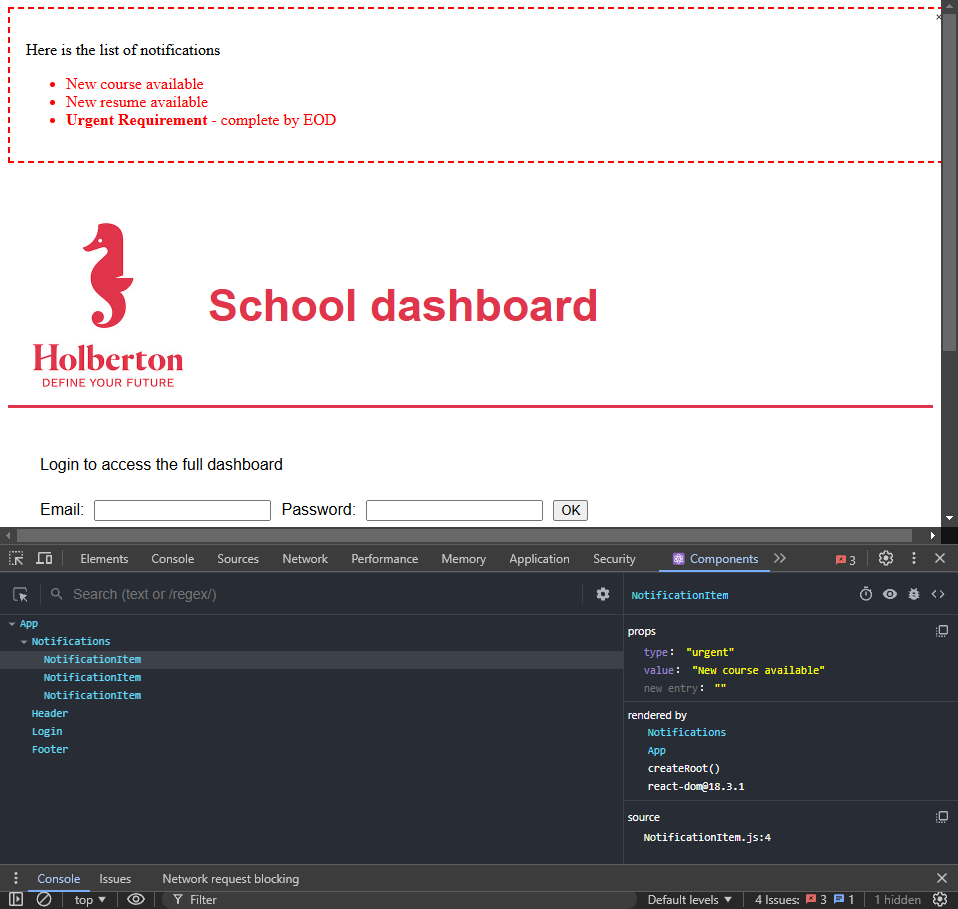 ×
Here is the list of notifications
• New course available
• New resume available
• Urgent Requirement - complete by EOD
Holberton
DEFINE YOUR FUTURE
School dashboard
Login to access the full dashboard
Email: Password: OK
Elements Console Sources Network Performance Memory Application Security Components 3
Search (text or /regex/)
App
Notifications
NotificationItem
NotificationItem
NotificationItem
Header
Login
Footer
NotificationItem
props
type: "urgent"
value: "New course available"
new entry: ""
rendered by
Notifications
App
createRoot()
react-dom@18.3.1
source
NotificationItem.js:4
Console Issues Network request blocking
top Filter Default levels 4 Issues: 3 1 1 hidden